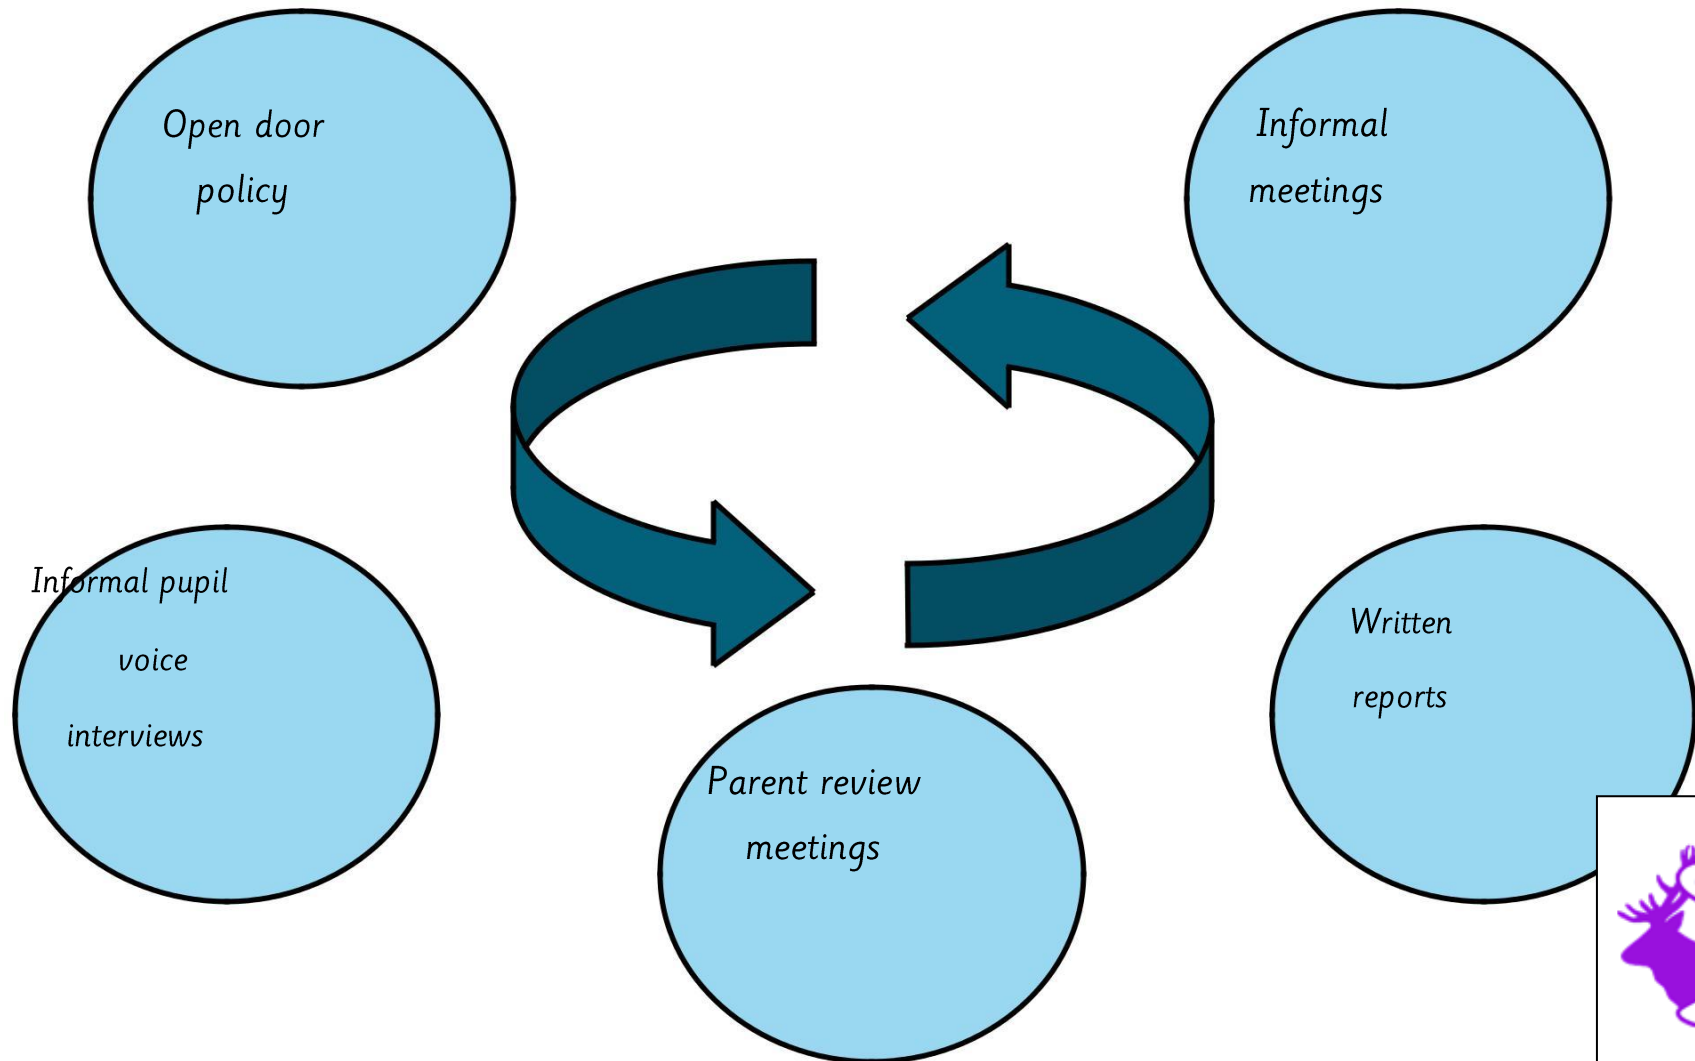 Open door
policy
Informal
meetings
Informal pupil
voice
interviews
Written
reports
Parent review
meetings